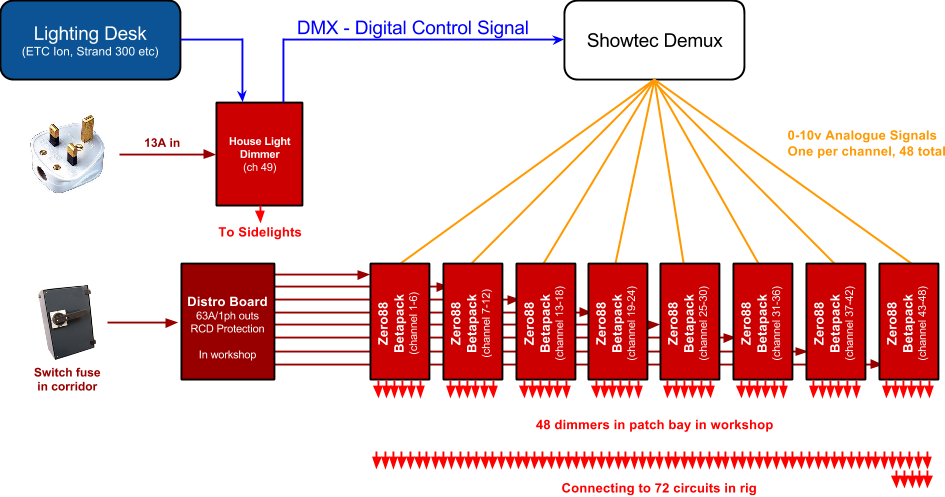 Lighting Desk
(ETC Ion, Strand 300 etc)
DMX - Digital Control Signal
Showtec Demux
13A in
House Light
Dimmer
(ch 49)
To Sidelights
0-10v Analogue Signals
One per channel, 48 total
Switch fuse
in corridor
Distro Board
63A/1ph outs
RCD Protection
In workshop
Zero88
Betapack
(channel 1-6)
Zero88
Betapack
(channel 7-12)
Zero88
Betapack
(channel 13-18)
Zero88
Betapack
(channel 19-24)
Zero88
Betapack
(channel 25-30)
Zero88
Betapack
(channel 31-36)
Zero88
Betapack
(channel 37-42)
Zero88
Betapack
(channel 43-48)
48 dimmers in patch bay in workshop
Connecting to 72 circuits in rig